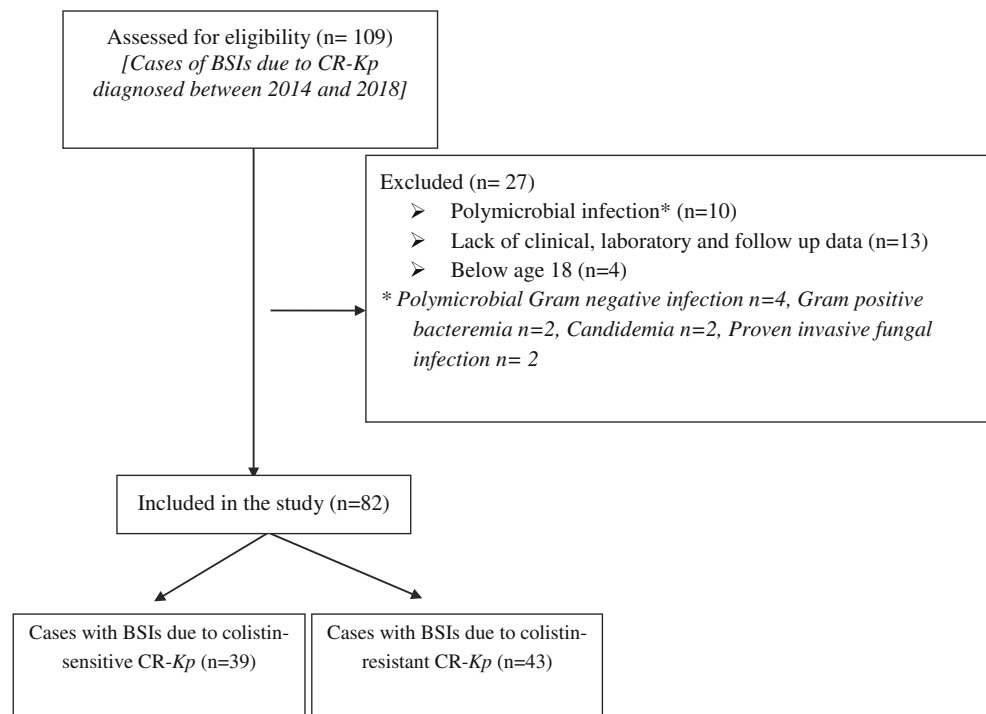 Assessed for eligibility (n= 109)
[Cases of BSIs due to CR-Kp
diagnosed between 2014 and 2018]
Excluded (n= 27)
➤ Polymicrobial infection* (n=10)
➤ Lack of clinical, laboratory and follow up data (n=13)
➤ Below age 18 (n=4)
* Polymicrobial Gram negative infection n=4, Gram positive
bacteremia n=2, Candidemia n=2, Proven invasive fungal
infection n= 2
Included in the study (n=82)
Cases with BSIs due to colistin-
sensitive CR-Kp (n=39)
Cases with BSIs due to colistin-
resistant CR-Kp (n=43)